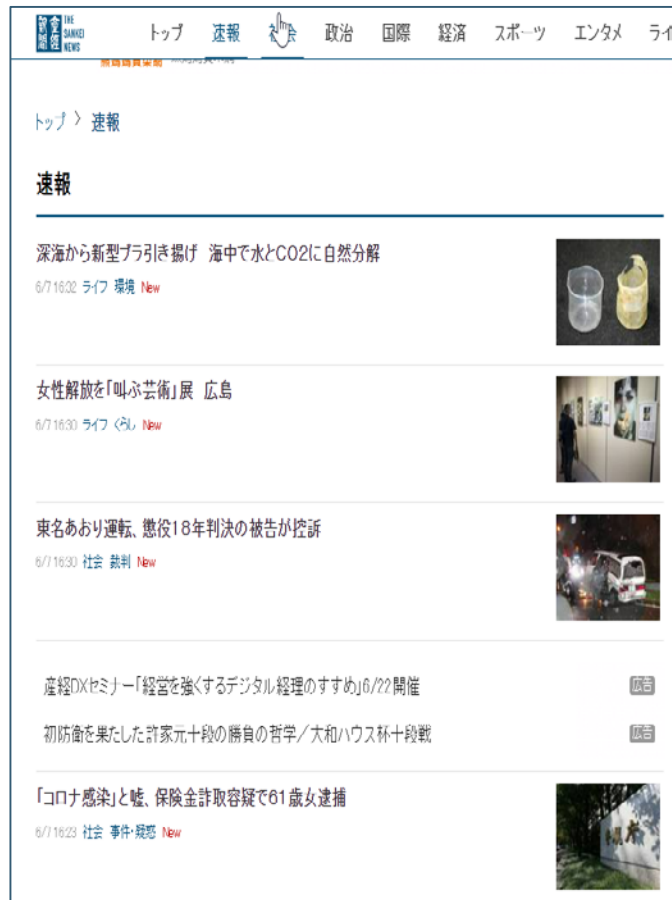 産経新聞 THE SANKEI NEWS
トップ 速報 政治 国際 経済 スポーツ エンタメ
トップ > 速報
速報
深海から新型プラ引き揚げ 海中で水とCO2に自然分解
6/7 16:02 ライフ 環境 New
女性解放を「叫ぶ芸術」展 広島
6/7 16:30 ライフ くらし New
東名あおり運転、懲役18年判決の被告が控訴
6/7 16:30 社会 裁判 New
産経DXセミナー「経営を強くするデジタル経理のすすめ」6/22開催 広告
初防衛を果たした許家元十段の勝負の哲学/大和ハウス杯十段戦 広告
「コロナ感染」と嘘、保険金詐取容疑で61歳女逮捕
6/7 16:23 社会 事件・疑惑 New